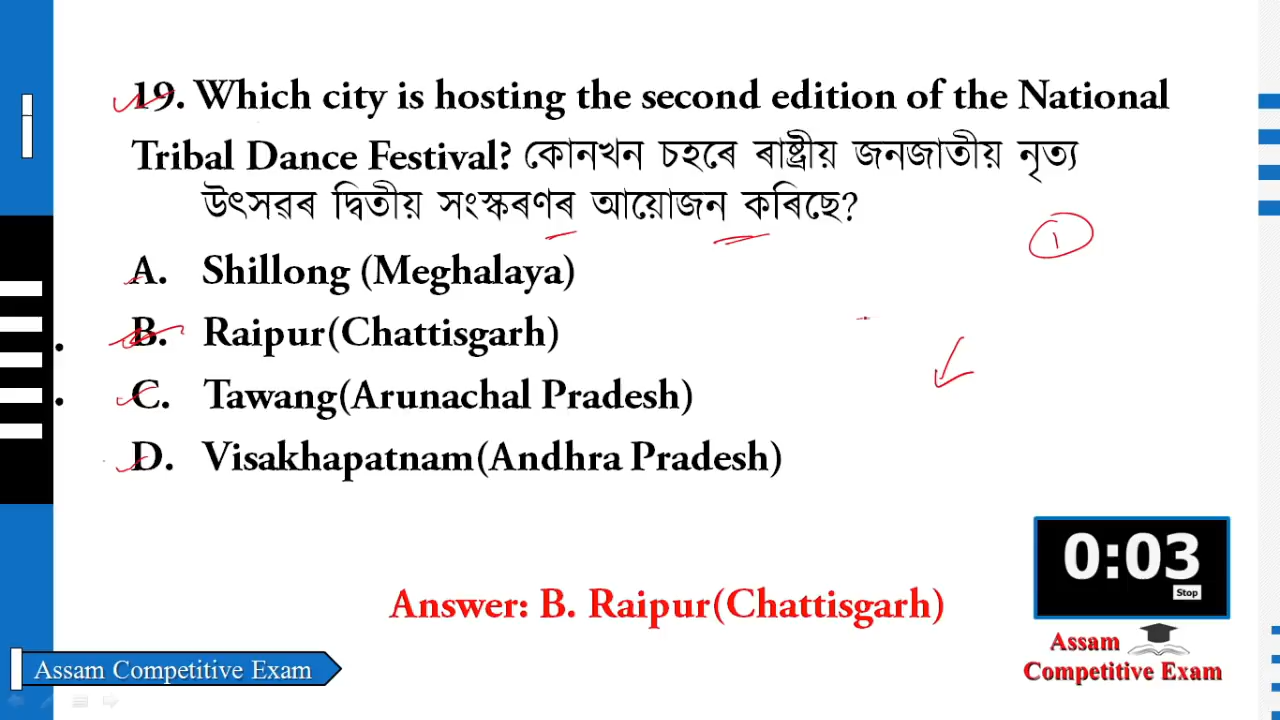 19. Which city is hosting the second edition of the National
Tribal Dance Festival? কোনখন চহৰে ৰাষ্ট্ৰীয় জনজাতীয় নৃত্য
উৎসৱৰ দ্বিতীয় সংস্কৰণৰ আয়োজন কৰিছে?
A. Shillong (Meghalaya)
B. Raipur(Chattisgarh)
C. Tawang(Arunachal Pradesh)
D. Visakhapatnam(Andhra Pradesh)
1
0:03
Stop
Answer: B. Raipur(Chattisgarh)
Assam
Competitive Exam
Assam Competitive Exam